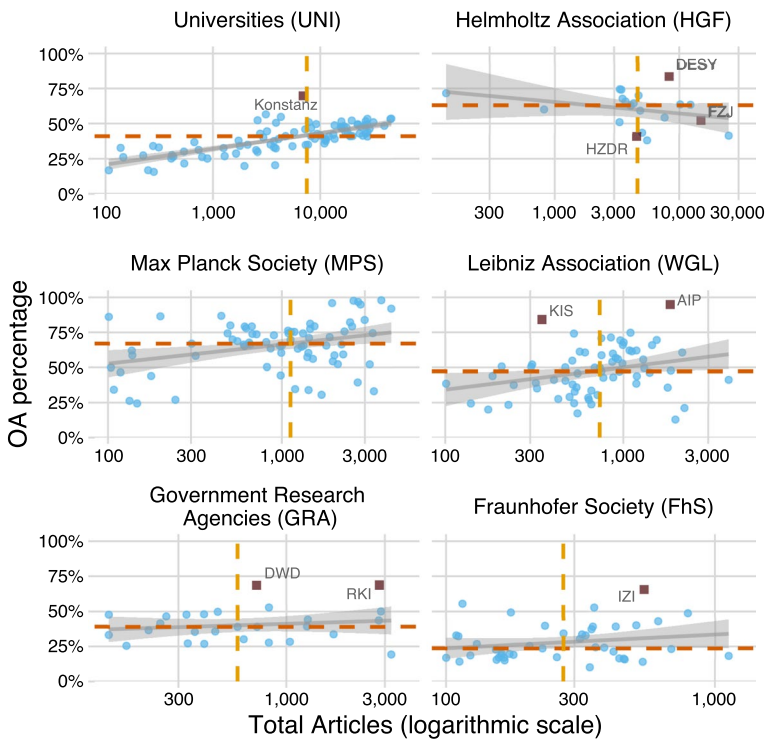 Universities (UNI)
Helmholtz Association (HGF)
100%
75%
50%
25%
0%
Konstanz
DESY
FZJ
HZDR
100
1,000
10,000
300
1,000
3,000
10,000
30,000
Max Planck Society (MPS)
Leibniz Association (WGL)
100%
75%
50%
25%
0%
KIS
AIP
100
300
1,000
3,000
100
300
1,000
3,000
OA percentage
Government Research
Agencies (GRA)
Fraunhofer Society (FhS)
100%
75%
50%
25%
0%
DWD
RKI
IZI
300
1,000
3,000
100
300
1,000
Total Articles (logarithmic scale)